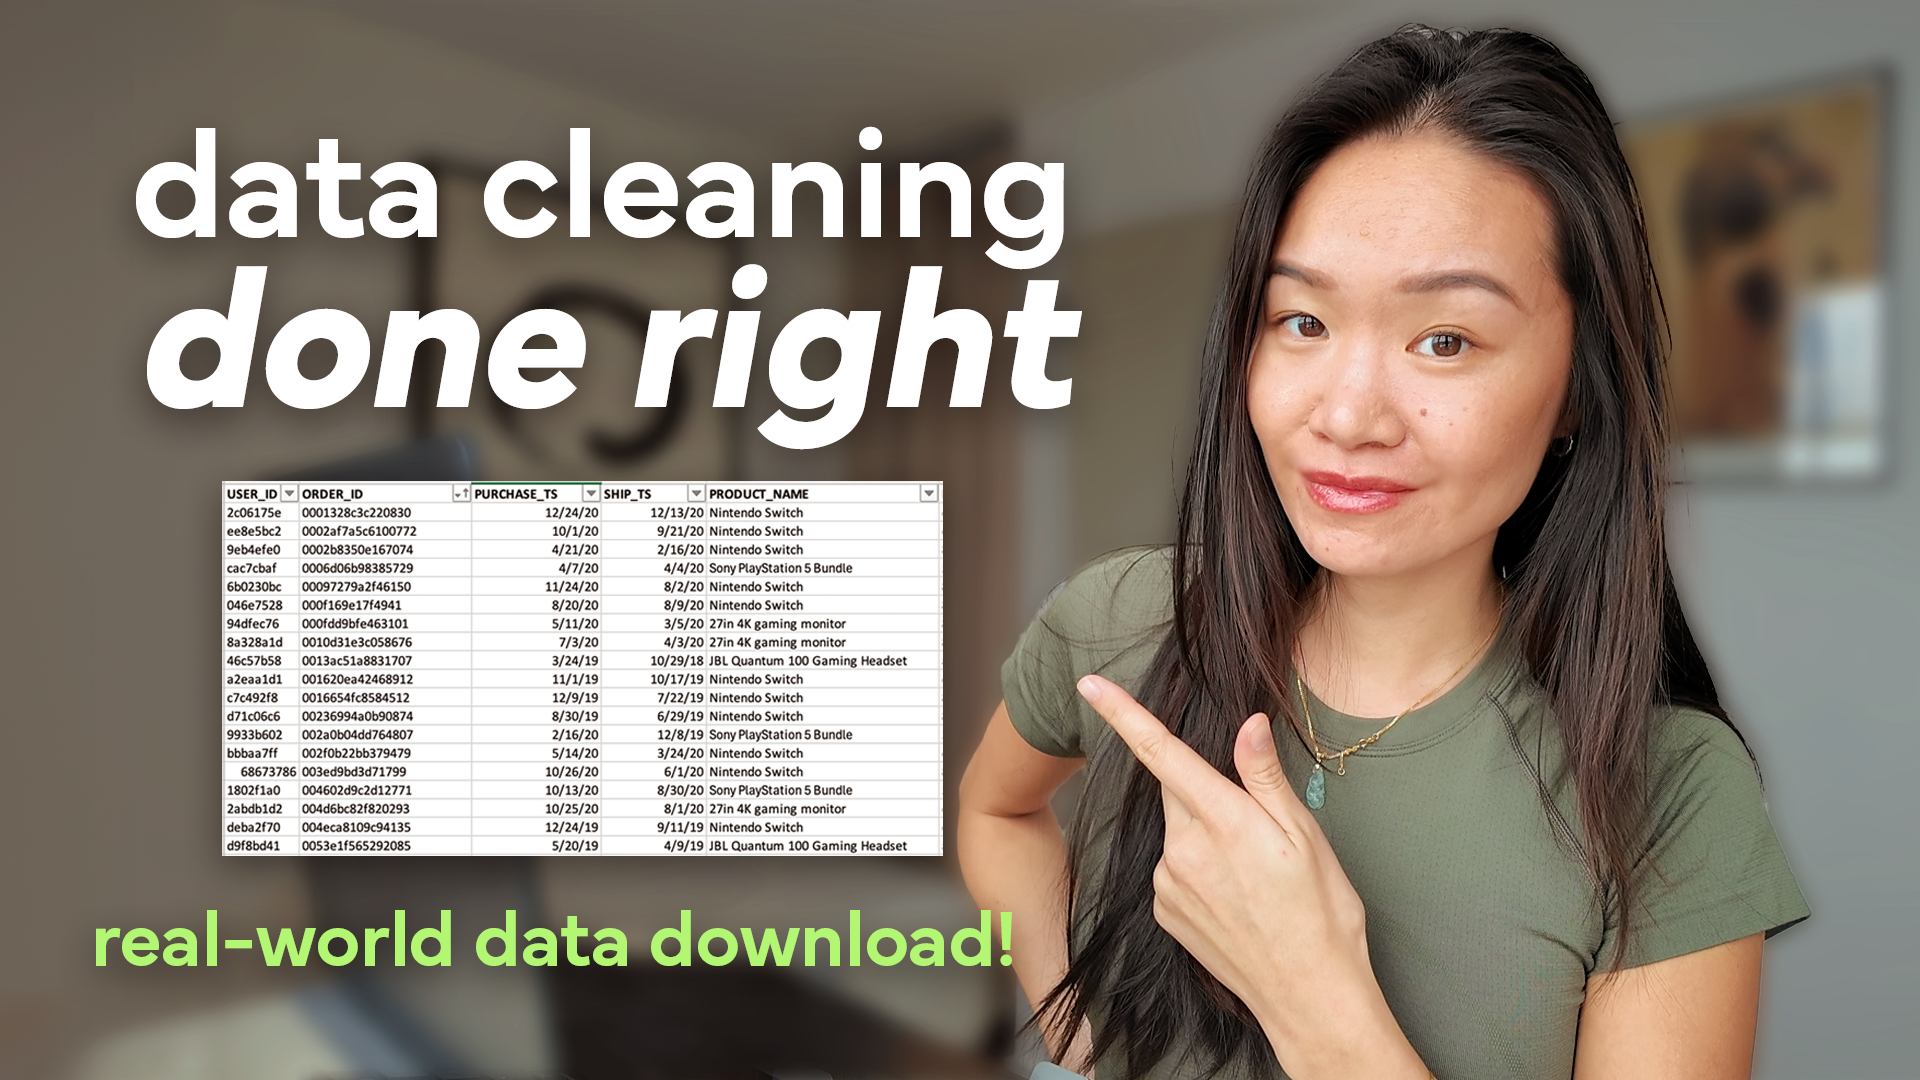 data cleaning
done right
USER_ID ORDER_ID PURCHASE_TS SHIP_TS PRODUCT_NAME
2c06175e 0001328c3c220830 12/24/20 12/13/20 Nintendo Switch
ee8e5bc2 0002af7a5c6100772 10/1/20 9/21/20 Nintendo Switch
9eb4efe0 0002b8350e167074 4/21/20 2/16/20 Nintendo Switch
cac7cbaf 0006d06b98385729 4/7/20 4/4/20 Sony PlayStation 5 Bundle
6b0230bc 00097279a2f46150 11/24/20 8/2/20 Nintendo Switch
046e7528 000f169e17f4941 8/20/20 8/9/20 Nintendo Switch
94dfec76 000fdd9bfe463101 5/11/20 3/5/20 27in 4K gaming monitor
8a328a1d 0010d31e3c058676 7/3/20 4/3/20 27in 4K gaming monitor
46c57b58 0013ac51a8831707 3/24/19 10/29/18 JBL Quantum 100 Gaming Headset
a2eaa1d1 001620ea42468912 11/1/19 10/17/19 Nintendo Switch
c7c492f8 0016654fc8584512 12/9/19 7/22/19 Nintendo Switch
d71c06c6 00236994a0b90874 8/30/19 6/29/19 Nintendo Switch
9933b602 002a0b04dd764807 2/16/20 12/8/19 Sony PlayStation 5 Bundle
bbbaa7ff 002f0b22bb379479 5/14/20 3/24/20 Nintendo Switch
68673786 003ed9bd3d71799 10/26/20 6/1/20 Nintendo Switch
1802f1a0 004602d9c2d12771 10/13/20 8/30/20 Sony PlayStation 5 Bundle
2abdb1d2 004d6bc82f820293 10/25/20 8/1/20 27in 4K gaming monitor
deba2f70 004eca8109c94135 12/24/19 9/11/19 Nintendo Switch
d9f8bd41 0053e1f565292085 5/20/19 4/9/19 JBL Quantum 100 Gaming Headset
real-world data download!